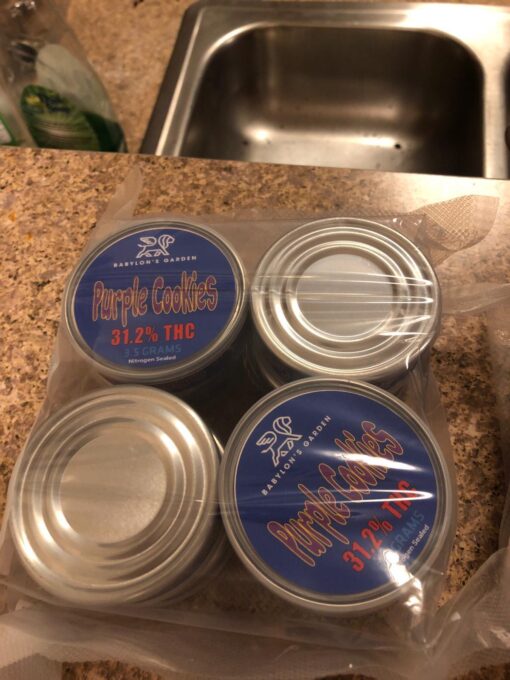 BABYLON'S GARDEN
Purple Cookies
31.2% THC
3.5 GRAMS
Nitrogen Sealed
BABYLON'S GARDEN
Purple Cookies
31.2% THC
GRAMS
Sealed